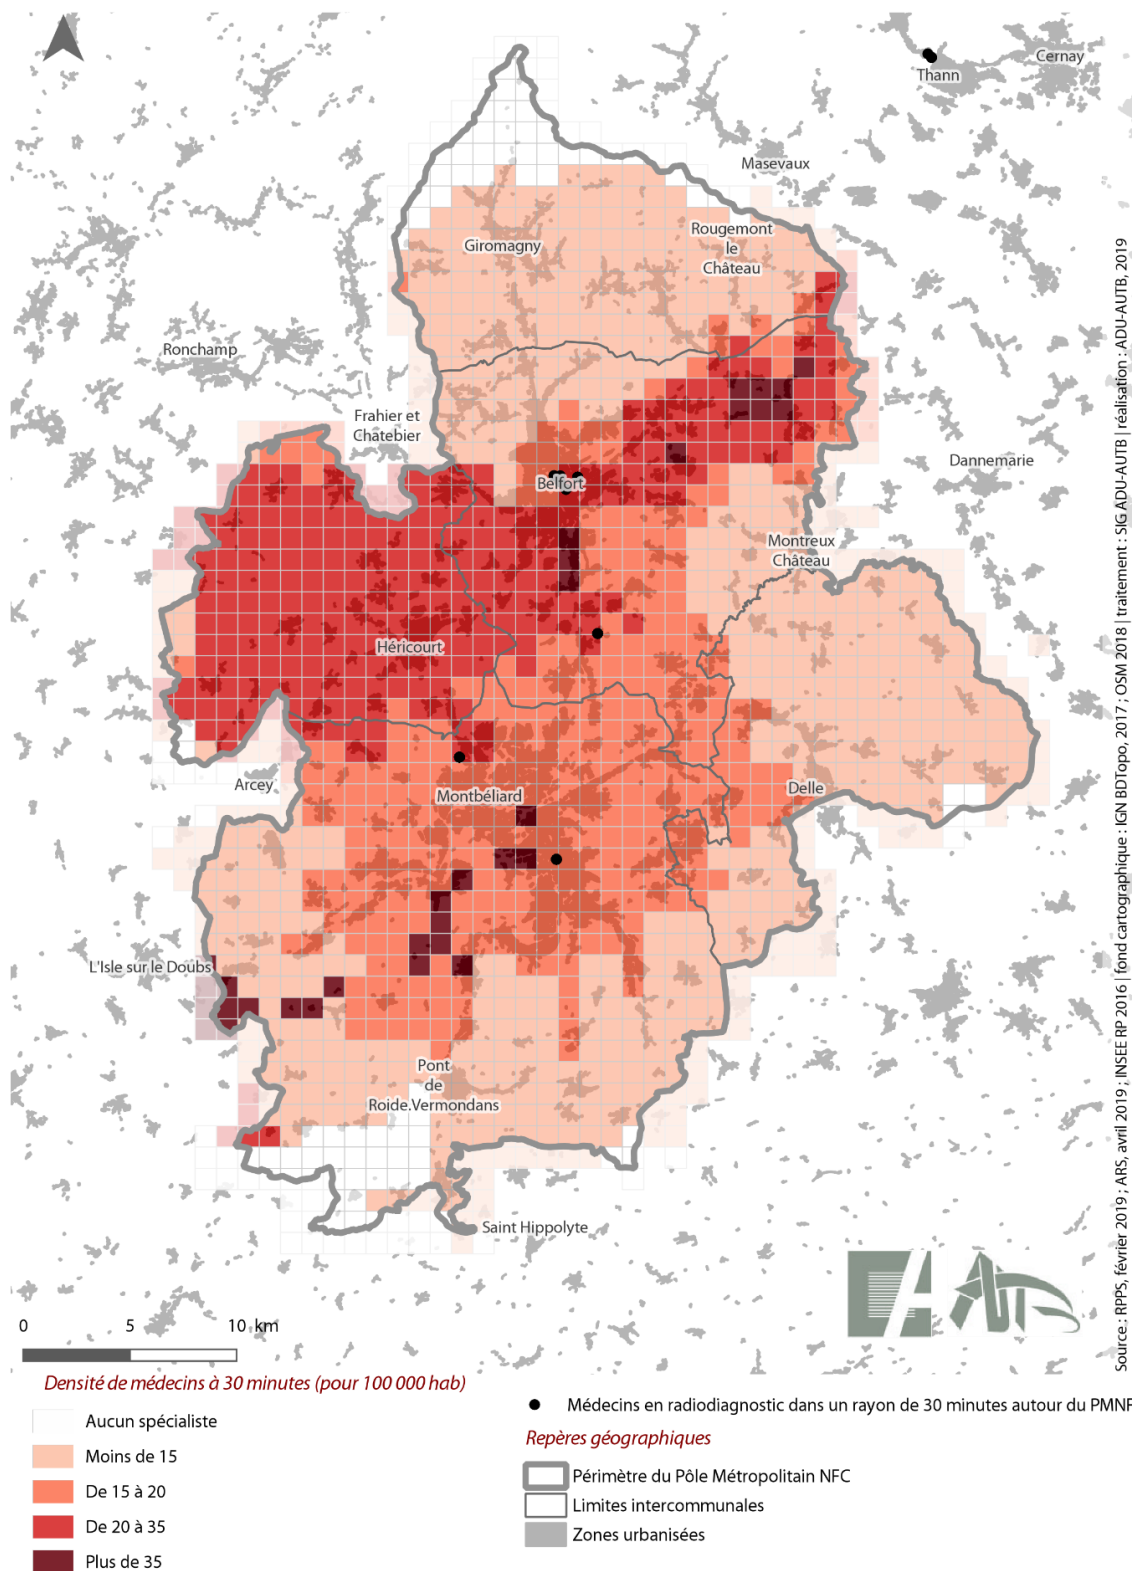 Cernay
Thann
Masevaux
Rougemont
le
Château
Giromagny
Ronchamp
Frahier et
Chatebier
Dannemarie
Belfort
Montreux
Château
Héricourt
Arcey
Delle
Montbéliard
L'Isle sur le Doubs
Pont
de
Roide.Vermondans
Saint Hippolyte
Source : RPPS, février 2019 ; ARS, avril 2019 ; INSEE RP 2016 | fond cartographique : IGN BDTopo, 2017 ; OSM 2018 | traitement : SIG ADU-AUTB | réalisation : ADU-AUTB, 2019
0 5 10 km
Densité de médecins à 30 minutes (pour 100 000 hab)
Aucun spécialiste
Moins de 15
De 15 à 20
De 20 à 35
Plus de 35
Médecins en radiodiagnostic dans un rayon de 30 minutes autour du PMNF
Repères géographiques
Périmètre du Pôle Métropolitain NFC
Limites intercommunales
Zones urbanisées